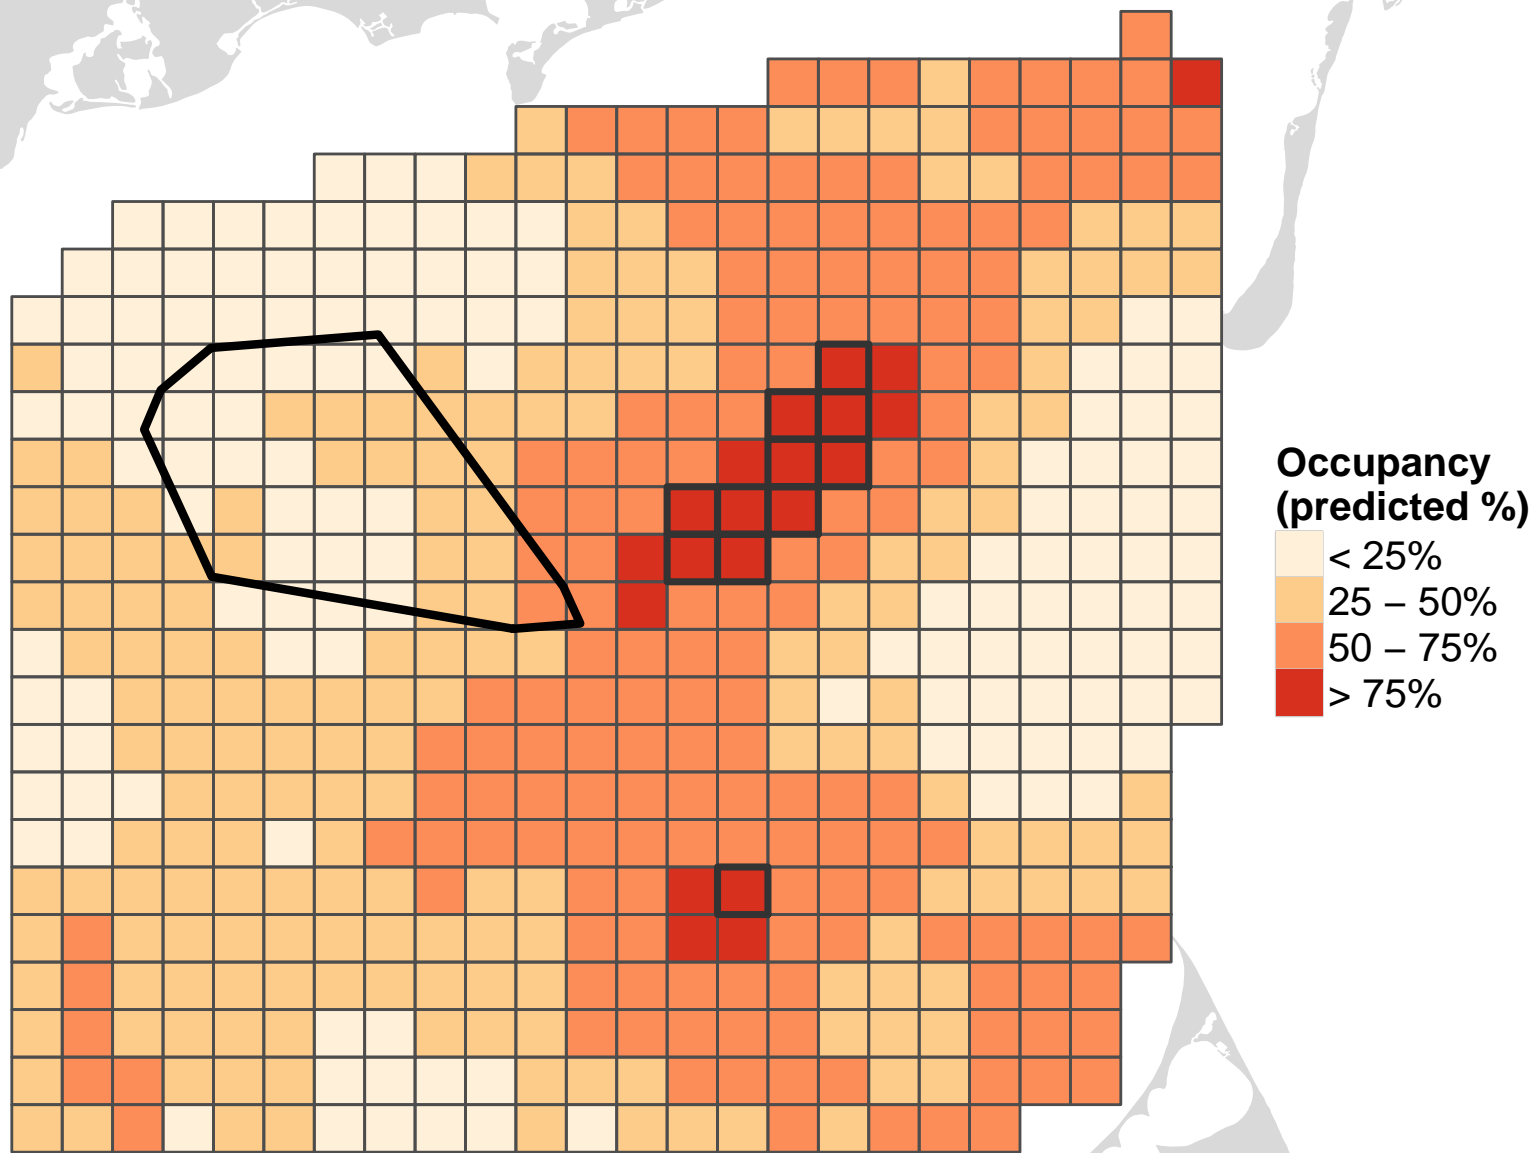 Occupancy
(predicted %)
< 25%
25 – 50%
50 – 75%
> 75%